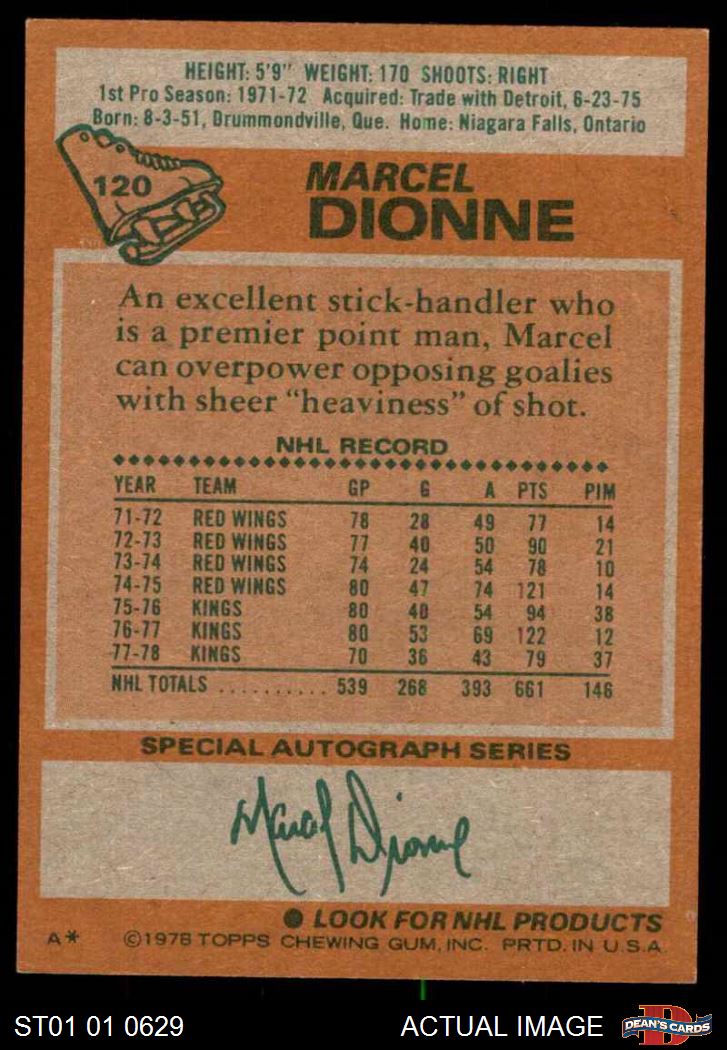 HEIGHT: 5'9" WEIGHT: 170 SHOOTS: RIGHT
1st Pro Season: 1971-72 Acquired: Trade with Detroit, 6-23-75
Born: 8-3-51, Drummondville, Que. Home: Niagara Falls, Ontario
120
MARCEL
DIONNE
An excellent stick-handler who
is a premier point man, Marcel
can overpower opposing goalies
with sheer "heaviness" of shot.
NHL RECORD
YEAR TEAM GP G A PTS PIM
71-72 RED WINGS 78 28 49 77 14
72-73 RED WINGS 77 40 50 90 21
73-74 RED WINGS 74 24 54 78 10
74-75 RED WINGS 80 47 74 121 14
75-76 KINGS 80 40 54 94 38
76-77 KINGS 80 53 69 122 12
77-78 KINGS 70 36 43 79 37
NHL TOTALS .......... 539 268 393 661 146
SPECIAL AUTOGRAPH SERIES
Marcel Dionne
● LOOK FOR NHL PRODUCTS
A* ©1978 TOPPS CHEWING GUM, INC. PRTD. IN U.S.A.
ST01 01 0629 ACTUAL IMAGE D DEAN'S CARDS